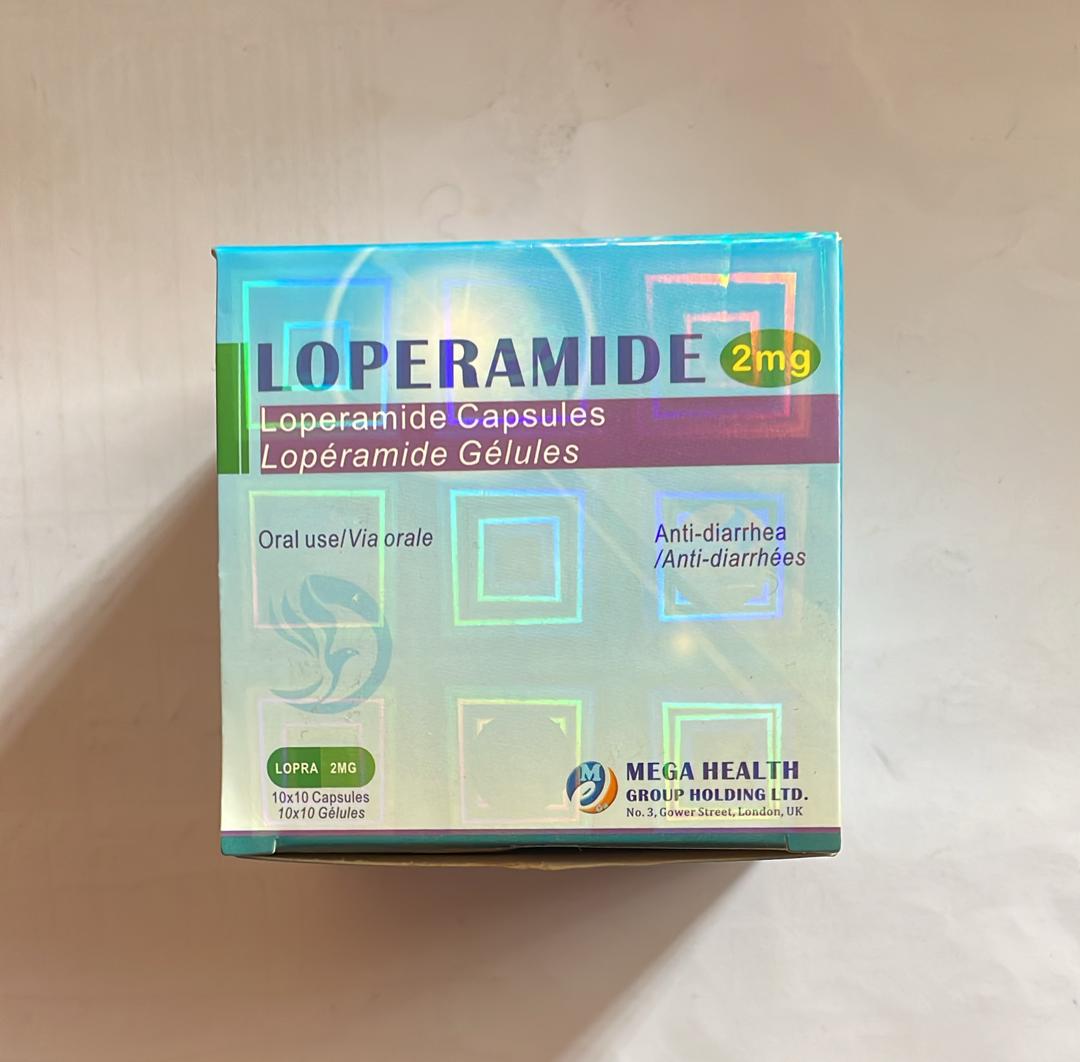 LOPERAMIDE 2mg
Loperamide Capsules
Lopéramide Gélules
Oral use/Via orale
Anti-diarrhea
/Anti-diarrhées
LOPRA 2MG
10x10 Capsules
10x10 Gélules
M
MEGA HEALTH
GROUP HOLDING LTD.
No. 3, Gower Street, London, UK